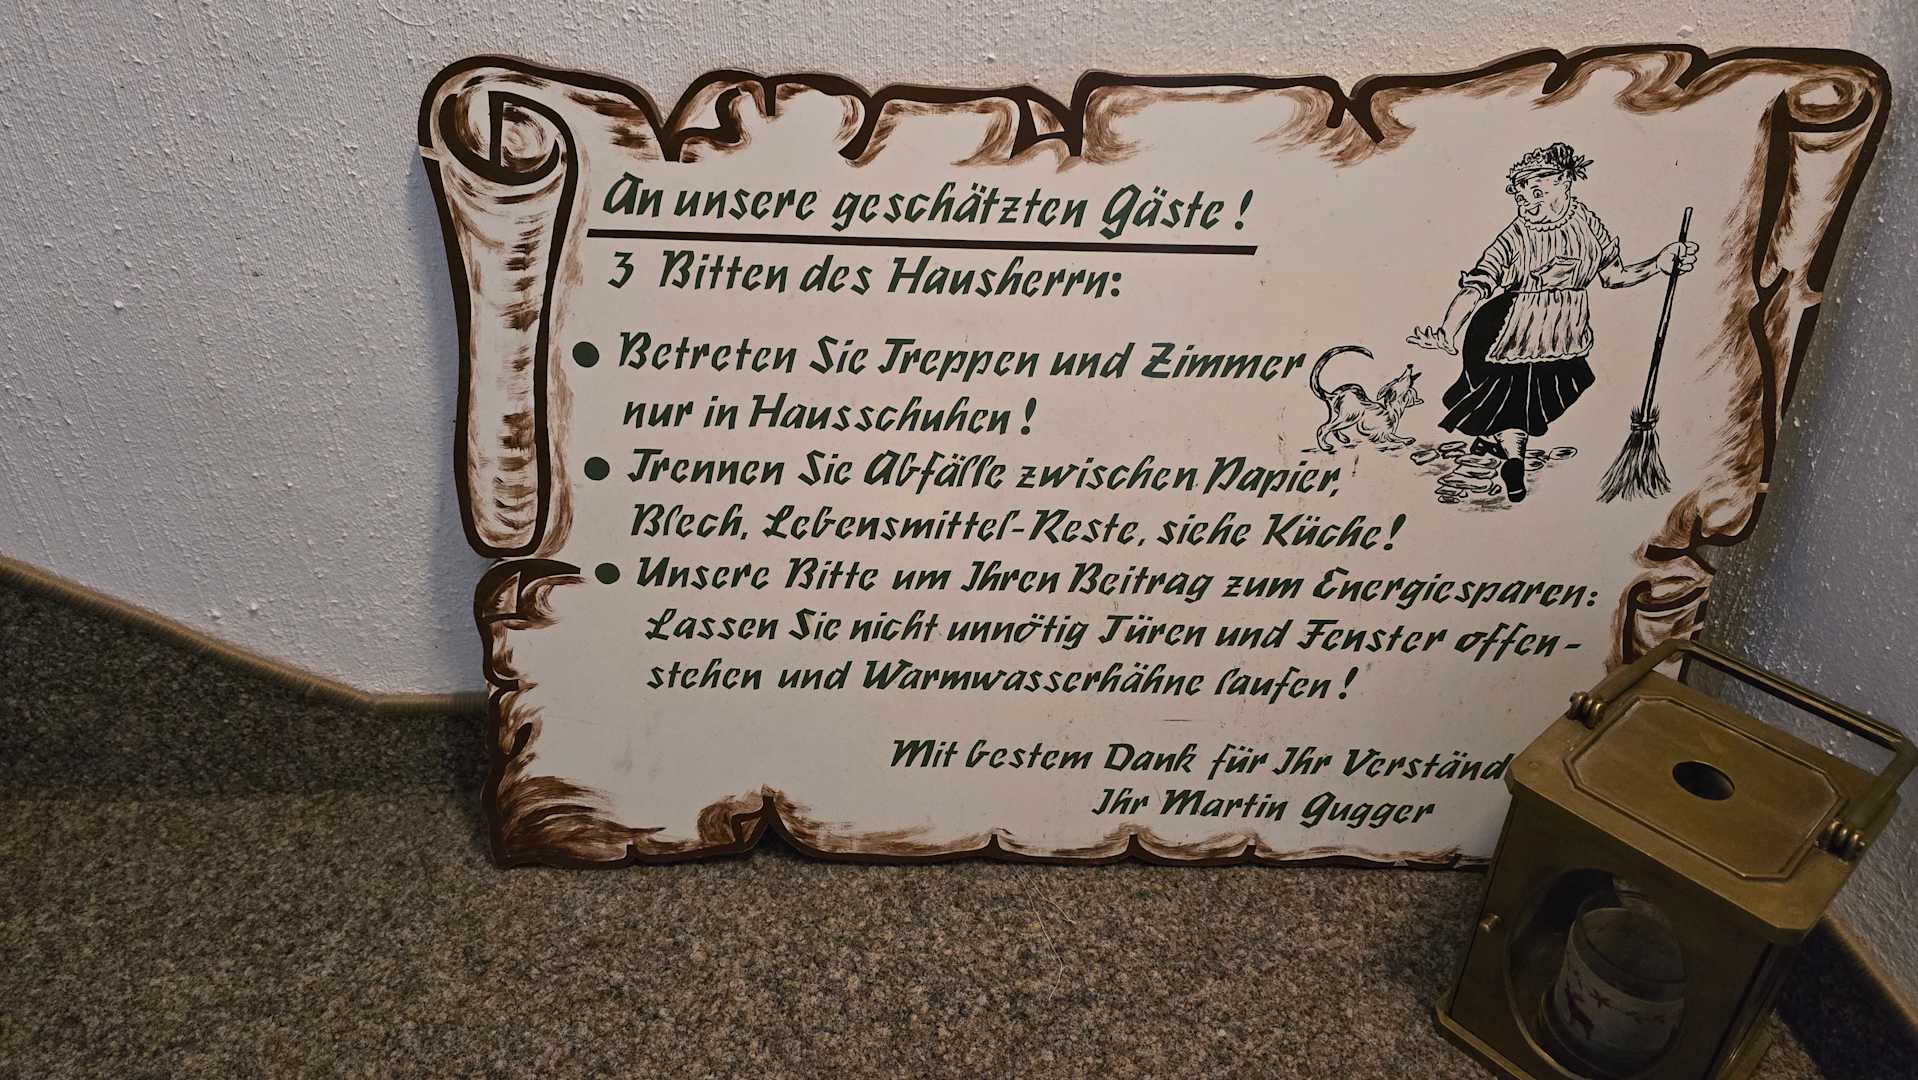 An unsere geschätzten Gäste!
3 Bitten des Hausherrn:
● Betreten Sie Treppen und Zimmer
nur in Hausschuhen!
● Trennen Sie Abfälle zwischen Papier,
Blech, Lebensmittel-Reste, siehe Küche!
● Unsere Bitte um Ihren Beitrag zum Energiesparen:
Lassen Sie nicht unnötig Türen und Fenster offen-
stehen und Warmwasserhähne laufen!
Mit bestem Dank für Ihr Verständ
Ihr Martin Gugger